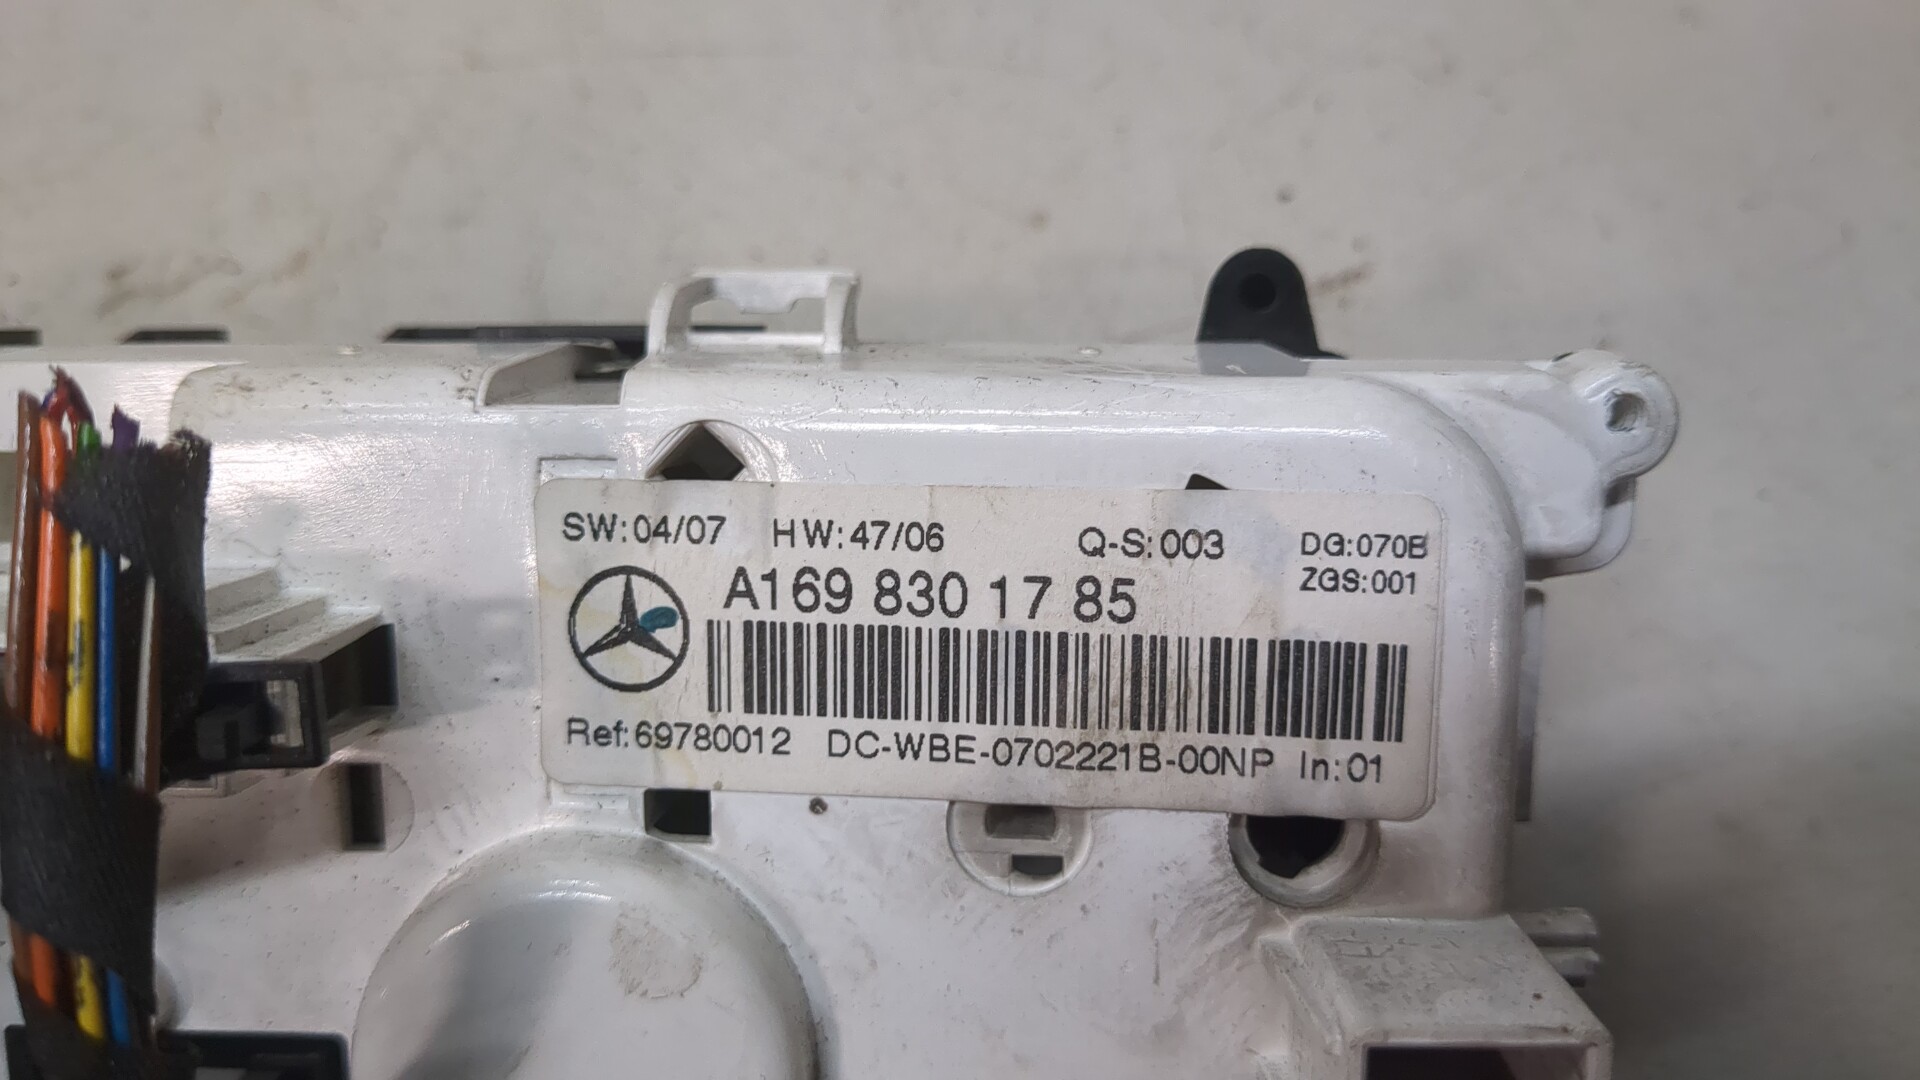 SW:04/07 HW:47/06 Q-S:003 DG:070B
A169 830 17 85 ZGS:001
Ref:69780012 DC-WBE-0702221B-00NP In:01